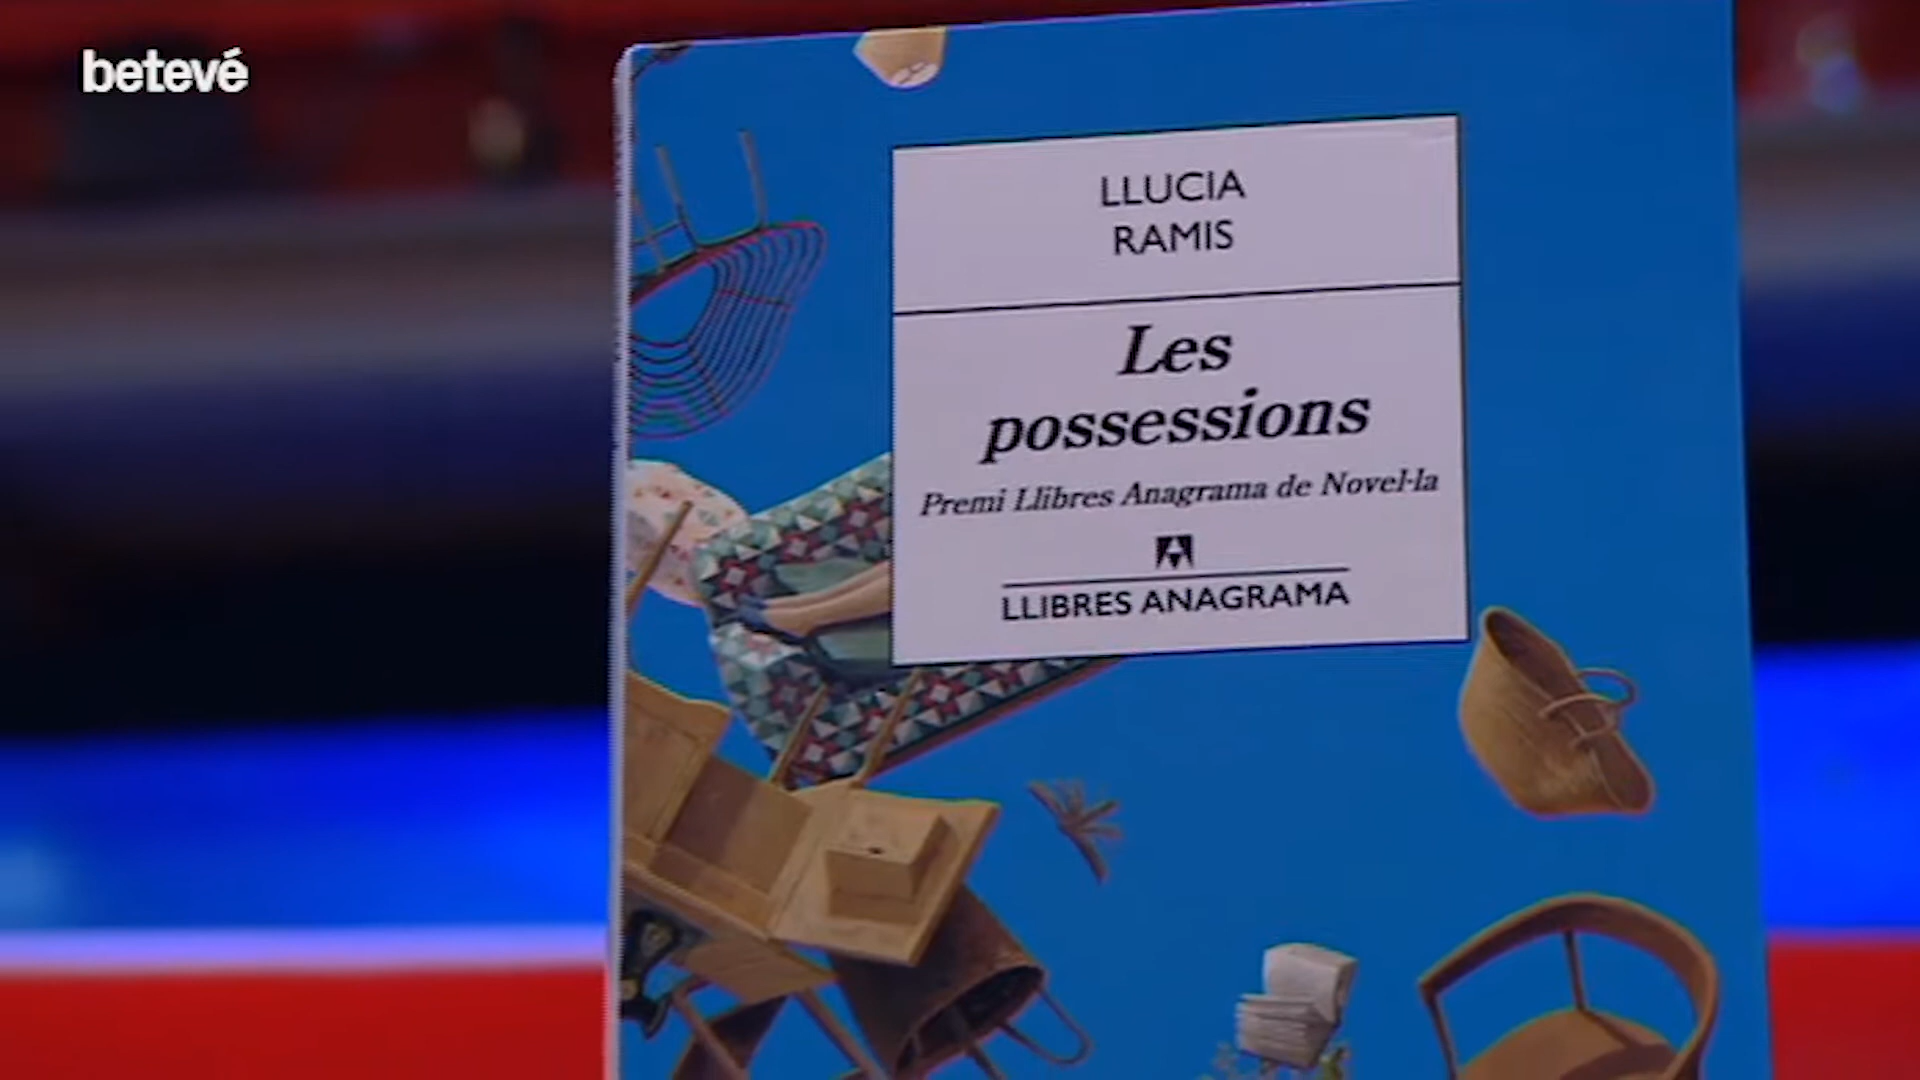 betevé
LLUCIA
RAMIS
Les
possessions
Premi Llibres Anagrama de Novel·la
LLIBRES ANAGRAMA